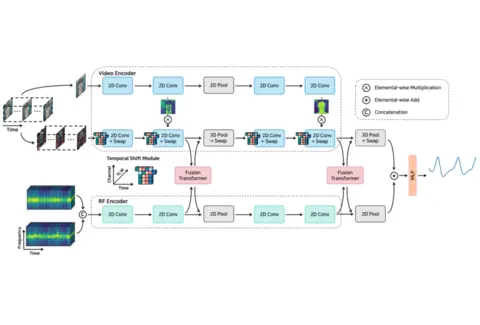 Video Encoder
2D Conv
2D Conv
2D Pool
2D Conv
2D Conv
Elemental-wise Multiplication
Elemental-wise Add
Concatenation
Time
Time
2D Conv
+ Swap
2D Conv
+ Swap
3D Pool
+ Swap
2D Conv
+ Swap
2D Conv
+ Swap
3D Pool
+ Swap
Temporal Shift Module
Channel
H, W
Time
Fusion
Transformer
Fusion
Transformer
MLP
RF Encoder
2D Conv
2D Conv
2D Pool
2D Conv
2D Conv
2D Pool
C
Frequency
Time